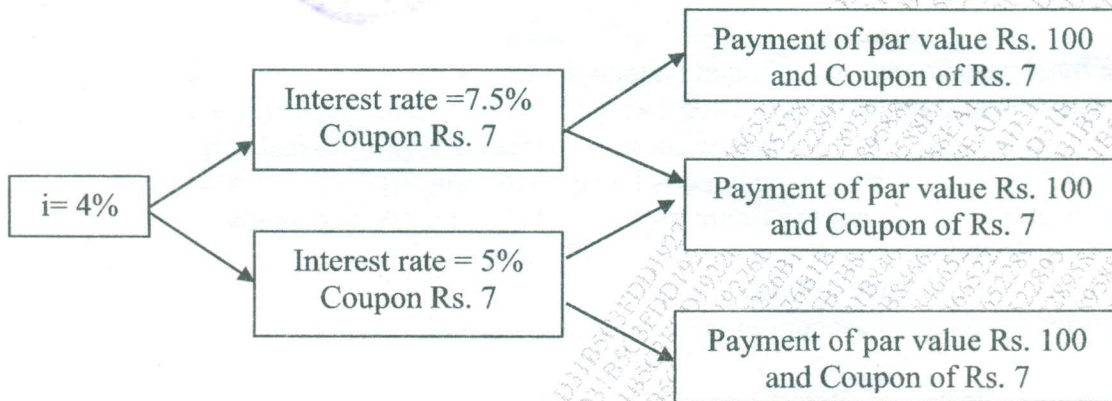 i= 4%
Interest rate =7.5%
Coupon Rs. 7
Interest rate = 5%
Coupon Rs. 7
Payment of par value Rs. 100
and Coupon of Rs. 7
Payment of par value Rs. 100
and Coupon of Rs. 7
Payment of par value Rs. 100
and Coupon of Rs. 7